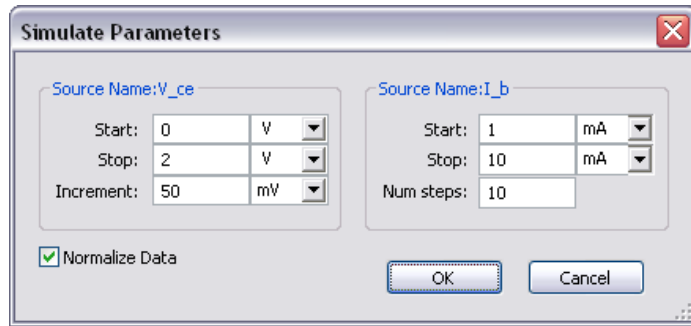 Simulate Parameters
Source Name:V_ce
Start: 0 V
Stop: 2 V
Increment: 50 mV
Source Name:I_b
Start: 1 mA
Stop: 10 mA
Num steps: 10
Normalize Data
OK Cancel